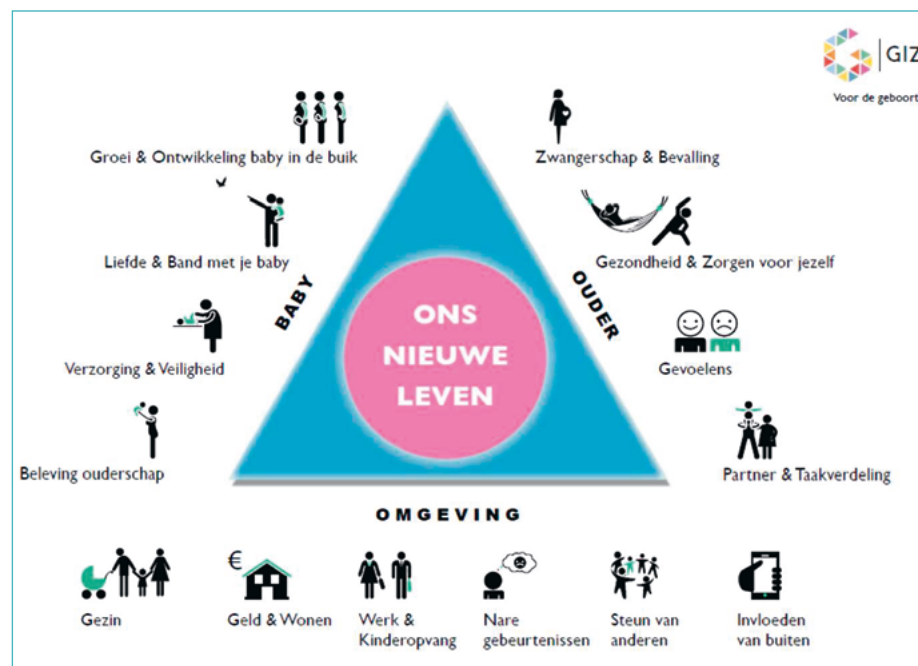 GIZ
Voor de geboort
Groei & Ontwikkeling baby in de buik
Zwangerschap & Bevalling
Liefde & Band met je baby
Gezondheid & Zorgen voor jezelf
BABY
OUDER
ONS
NIEUWE
LEVEN
Verzorging & Veiligheid
Gevoelens
Beleving ouderschap
Partner & Taakverdeling
OMGEVING
€
Gezin
Geld & Wonen
Werk &
Kinderopvang
Nare
gebeurtenissen
Steun van
anderen
Invloeden
van buiten